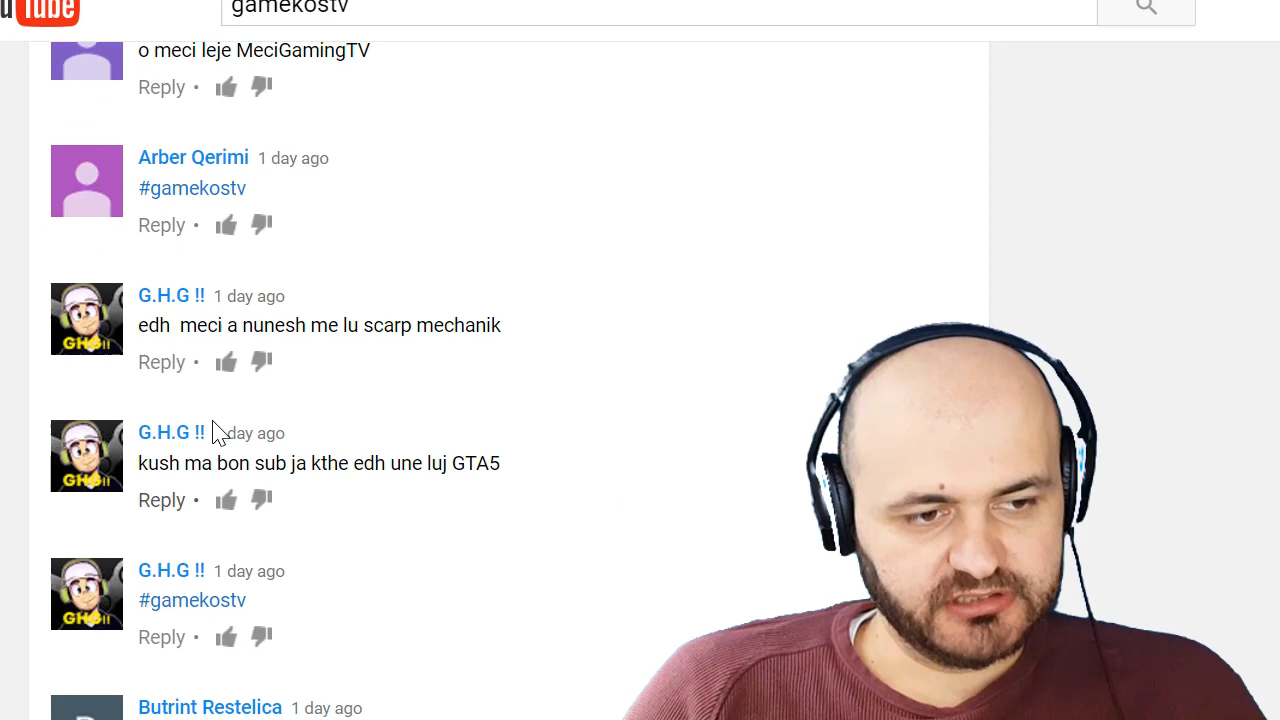 Tube
gamekostv
o meci leje MeciGamingTV
Reply •
Arber Qerimi 1 day ago
#gamekostv
Reply •
G.H.G !! 1 day ago
edh meci a nunesh me lu scarp mechanik
Reply •
G.H.G !! day ago
kush ma bon sub ja kthe edh une luj GTA5
Reply •
G.H.G !! 1 day ago
#gamekostv
Reply •
Butrint Restelica 1 day ago